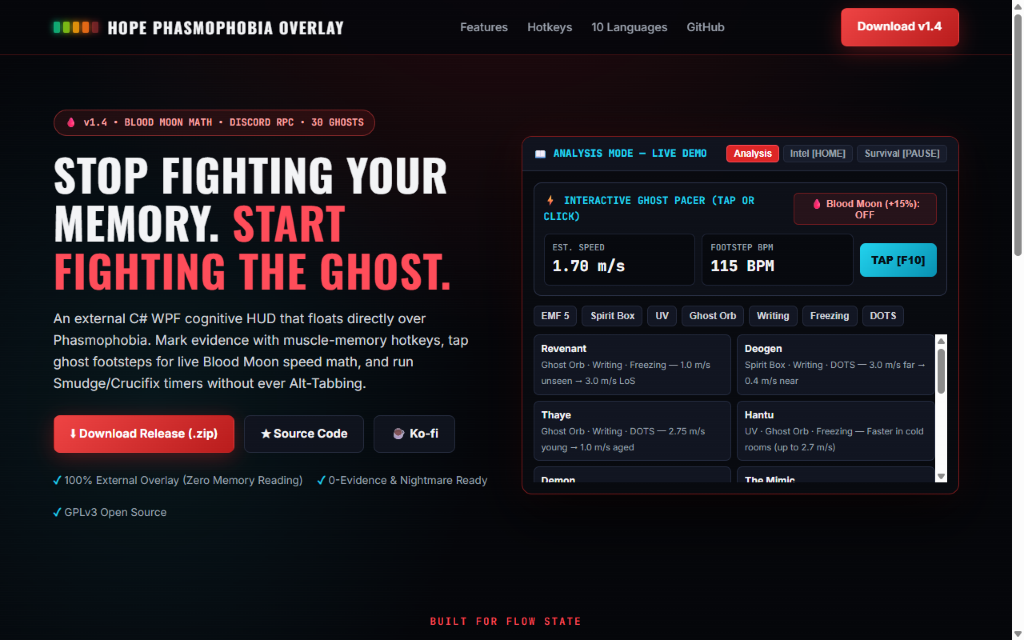 HOPE PHASMOPHOBIA OVERLAY
Features
Hotkeys
10 Languages
GitHub
Download v1.4
v1.4 • BLOOD MOON MATH • DISCORD RPC • 30 GHOSTS
STOP FIGHTING YOUR
MEMORY. START
FIGHTING THE GHOST.
An external C# WPF cognitive HUD that floats directly over
Phasmophobia. Mark evidence with muscle-memory hotkeys, tap
ghost footsteps for live Blood Moon speed math, and run
Smudge/Crucifix timers without ever Alt-Tabbing.
⬇ Download Release (.zip)
★ Source Code
Ko-fi
✓ 100% External Overlay (Zero Memory Reading)
✓ 0-Evidence & Nightmare Ready
✓ GPLv3 Open Source
ANALYSIS MODE — LIVE DEMO
Analysis
Intel [HOME]
Survival [PAUSE]
INTERACTIVE GHOST PACER (TAP OR
CLICK)
Blood Moon (+15%):
OFF
EST. SPEED
1.70 m/s
FOOTSTEP BPM
115 BPM
TAP [F10]
EMF 5
Spirit Box
UV
Ghost Orb
Writing
Freezing
DOTS
Revenant
Ghost Orb · Writing · Freezing — 1.0 m/s
unseen → 3.0 m/s LoS
Deogen
Spirit Box · Writing · DOTS — 3.0 m/s far →
0.4 m/s near
Thaye
Ghost Orb · Writing · DOTS — 2.75 m/s
young → 1.0 m/s aged
Hantu
UV · Ghost Orb · Freezing — Faster in cold
rooms (up to 2.7 m/s)
Demon
The Mimic
BUILT FOR FLOW STATE